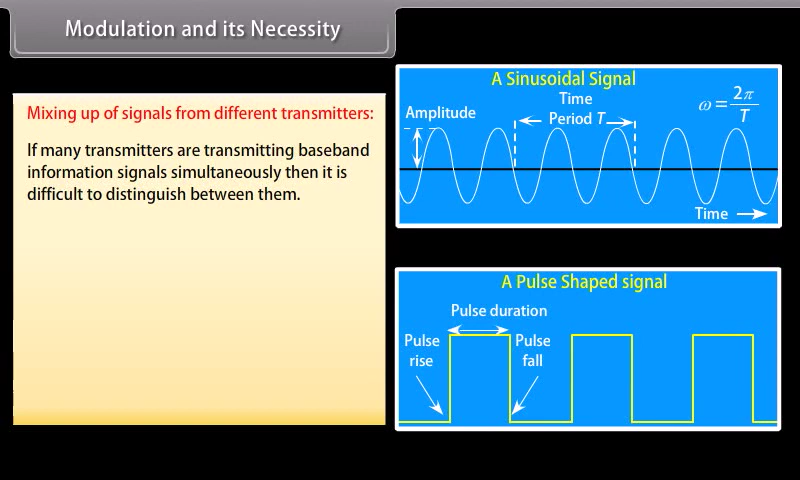 Modulation and its Necessity
Mixing up of signals from different transmitters:
If many transmitters are transmitting baseband
information signals simultaneously then it is
difficult to distinguish between them.
A Sinusoidal Signal
Amplitude
Time
Period T
ω = 2π/T
Time
A Pulse Shaped signal
Pulse duration
Pulse
rise
Pulse
fall